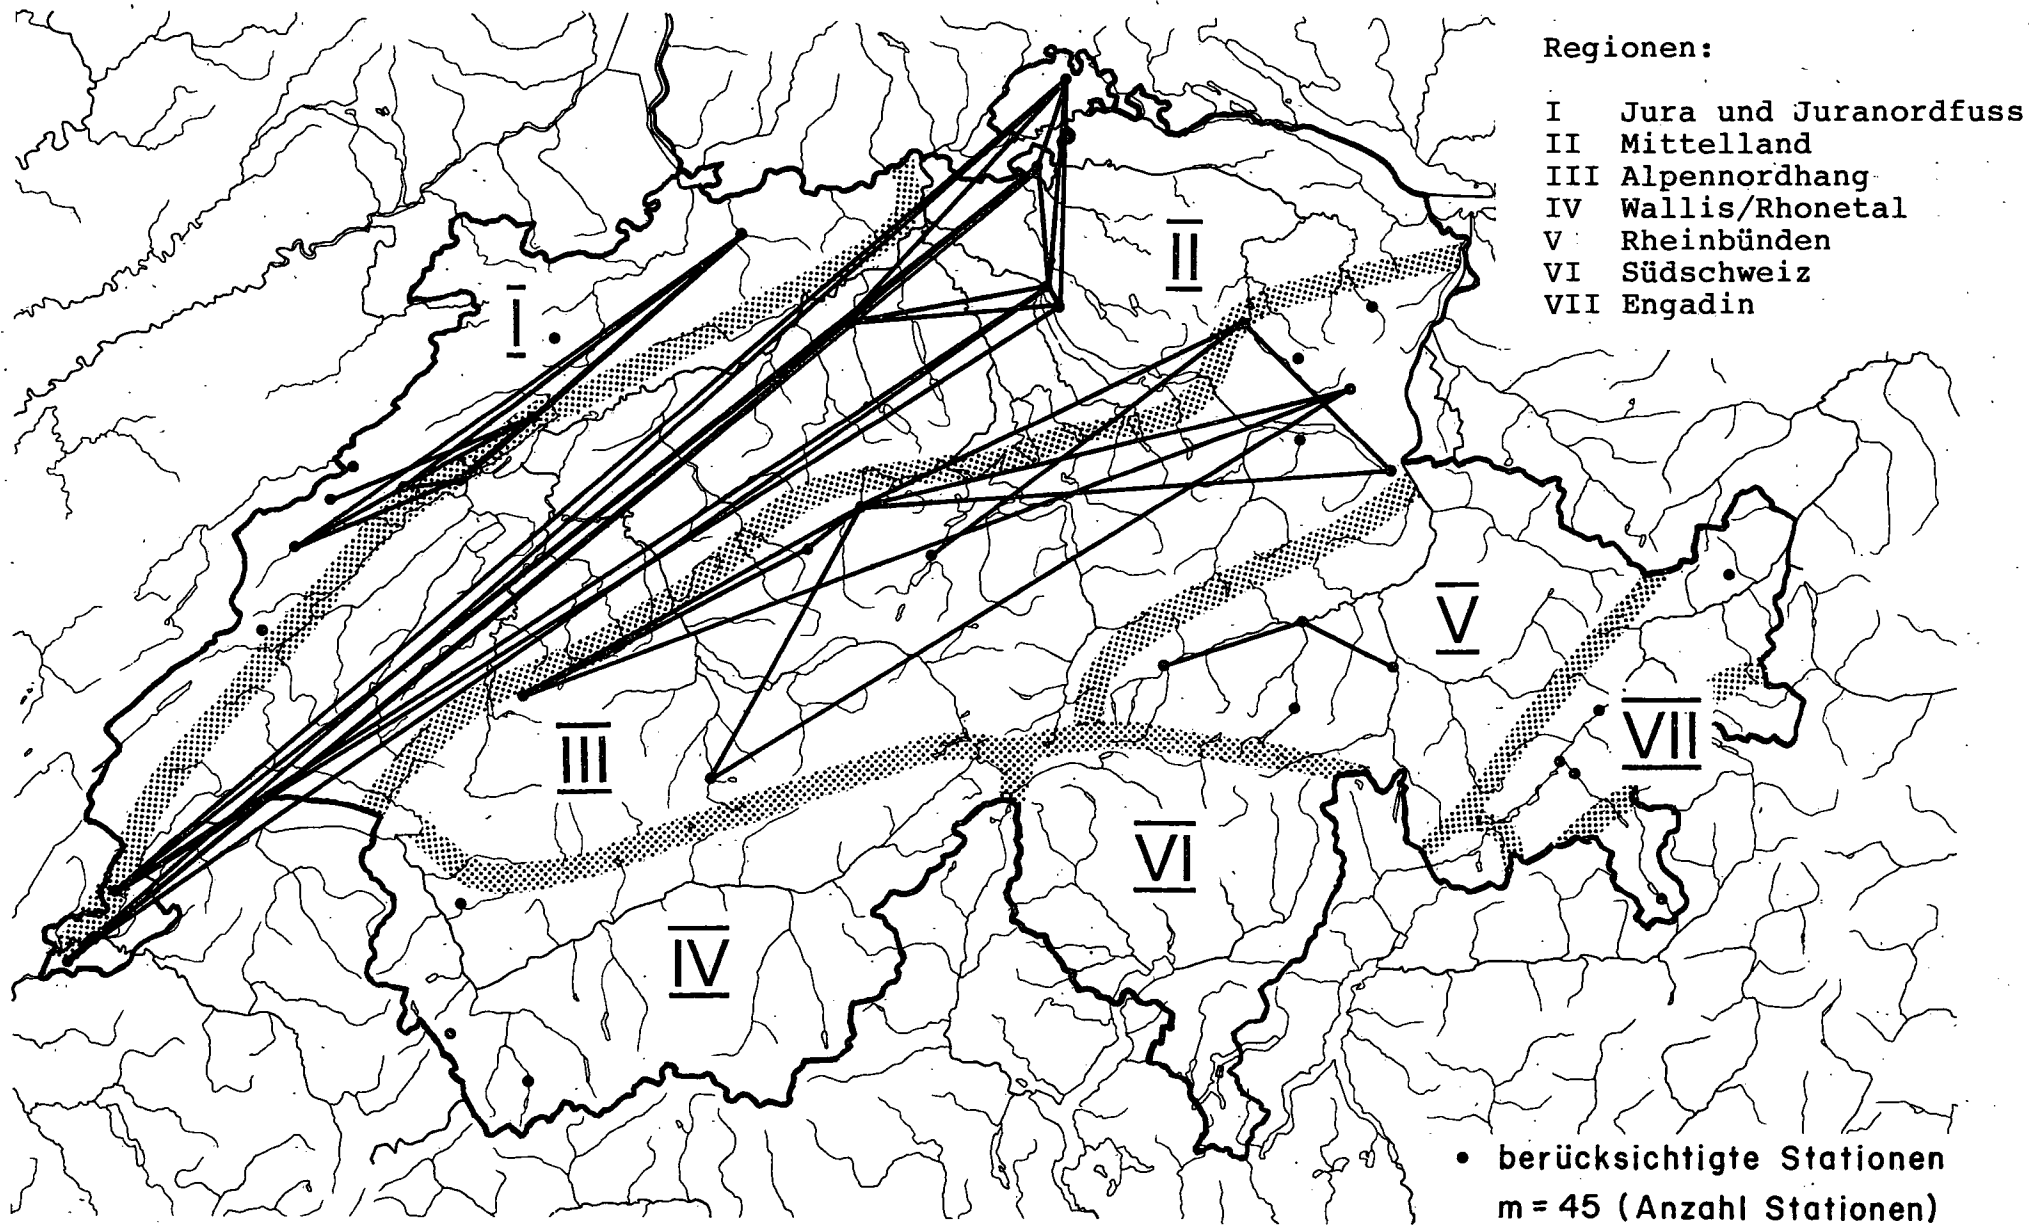 Regionen:
I Jura und Juranordfuss
II Mittelland
III Alpennordhang
IV Wallis/Rhonetal
V Rheinbünden
VI Südschweiz
VII Engadin
II
I
V
III
VII
VI
IV
• berücksichtigte Stationen
m = 45 (Anzahl Stationen)